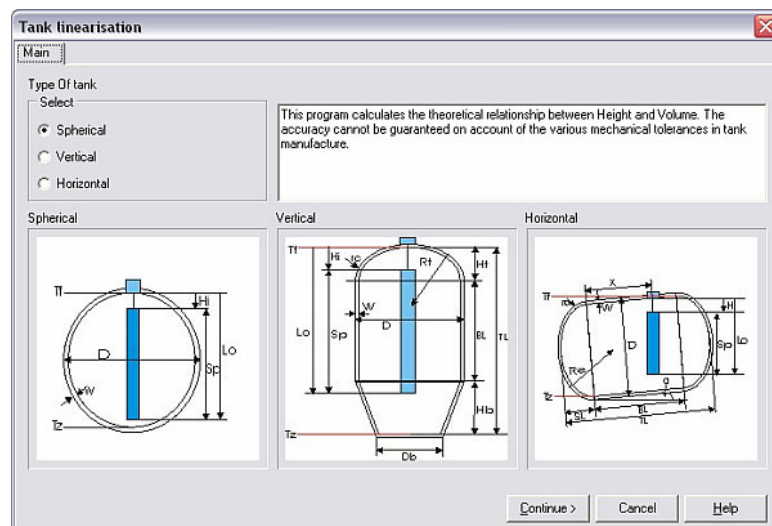 Tank linearisation
Main
Type Of tank
Select
Spherical
Vertical
Horizontal
This program calculates the theoretical relationship between Height and Volume. The
accuracy cannot be guaranteed on account of the various mechanical tolerances in tank
manufacture.
Spherical
Tf
Hi
D
Lo
Sp
W
Tz
Vertical
Tf
Hi
rc
Rt
Ht
W
Lo
Sp
D
BL
TL
Hb
Tz
Db
Horizontal
X
Tf
W
H
D
Sp
Lo
Tz
SL
BL
TL
Continue >
Cancel
Help